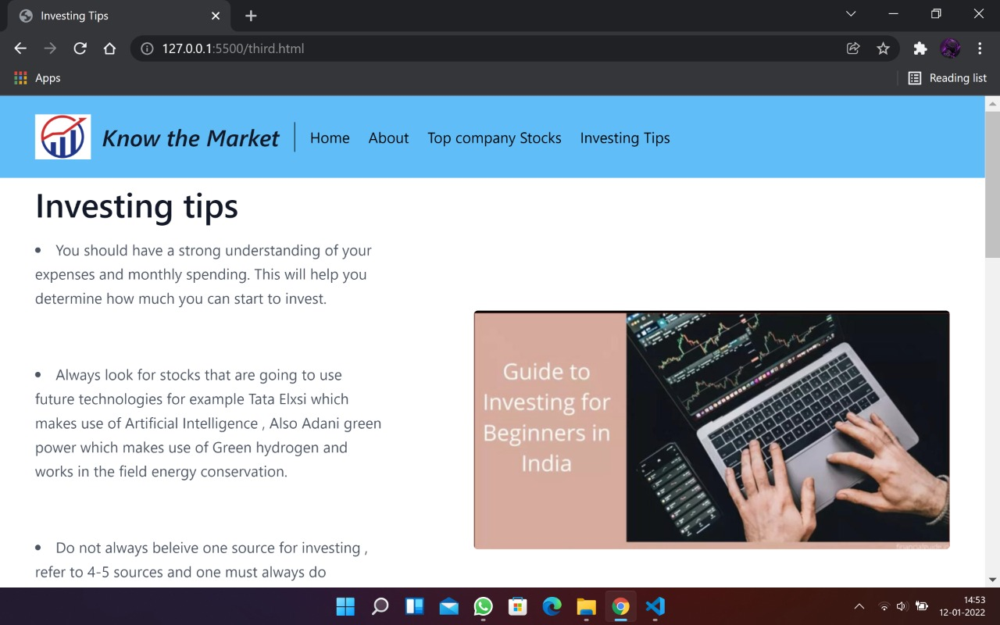 Investing Tips
127.0.0.1:5500/third.html
Apps
Reading list
Know the Market
Home About Top company Stocks Investing Tips
Investing tips
• You should have a strong understanding of your
expenses and monthly spending. This will help you
determine how much you can start to invest.
• Always look for stocks that are going to use
future technologies for example Tata Elxsi which
makes use of Artificial Intelligence , Also Adani green
power which makes use of Green hydrogen and
works in the field energy conservation.
• Do not always beleive one source for investing ,
refer to 4-5 sources and one must always do
Guide to
Investing for
Beginners in
India
14:53
12-01-2022